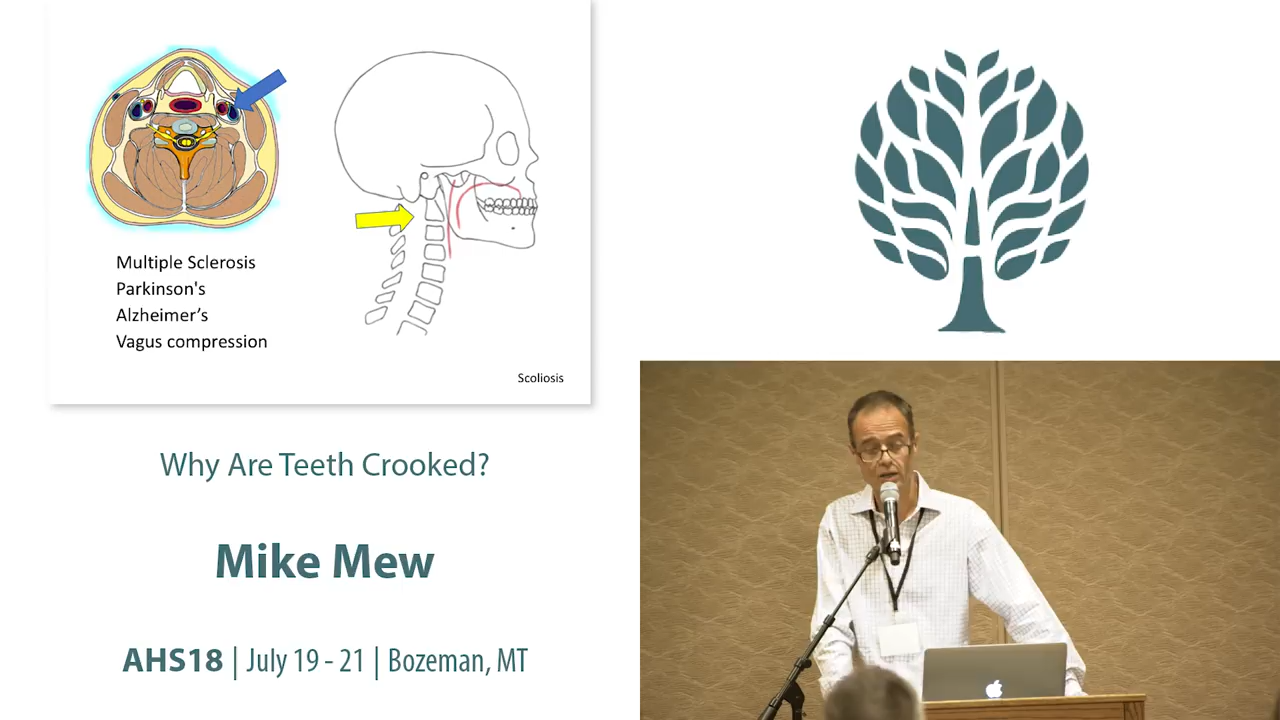 Multiple Sclerosis
Parkinson's
Alzheimer’s
Vagus compression
Scoliosis
Why Are Teeth Crooked?
Mike Mew
AHS18 | July 19 - 21 | Bozeman, MT